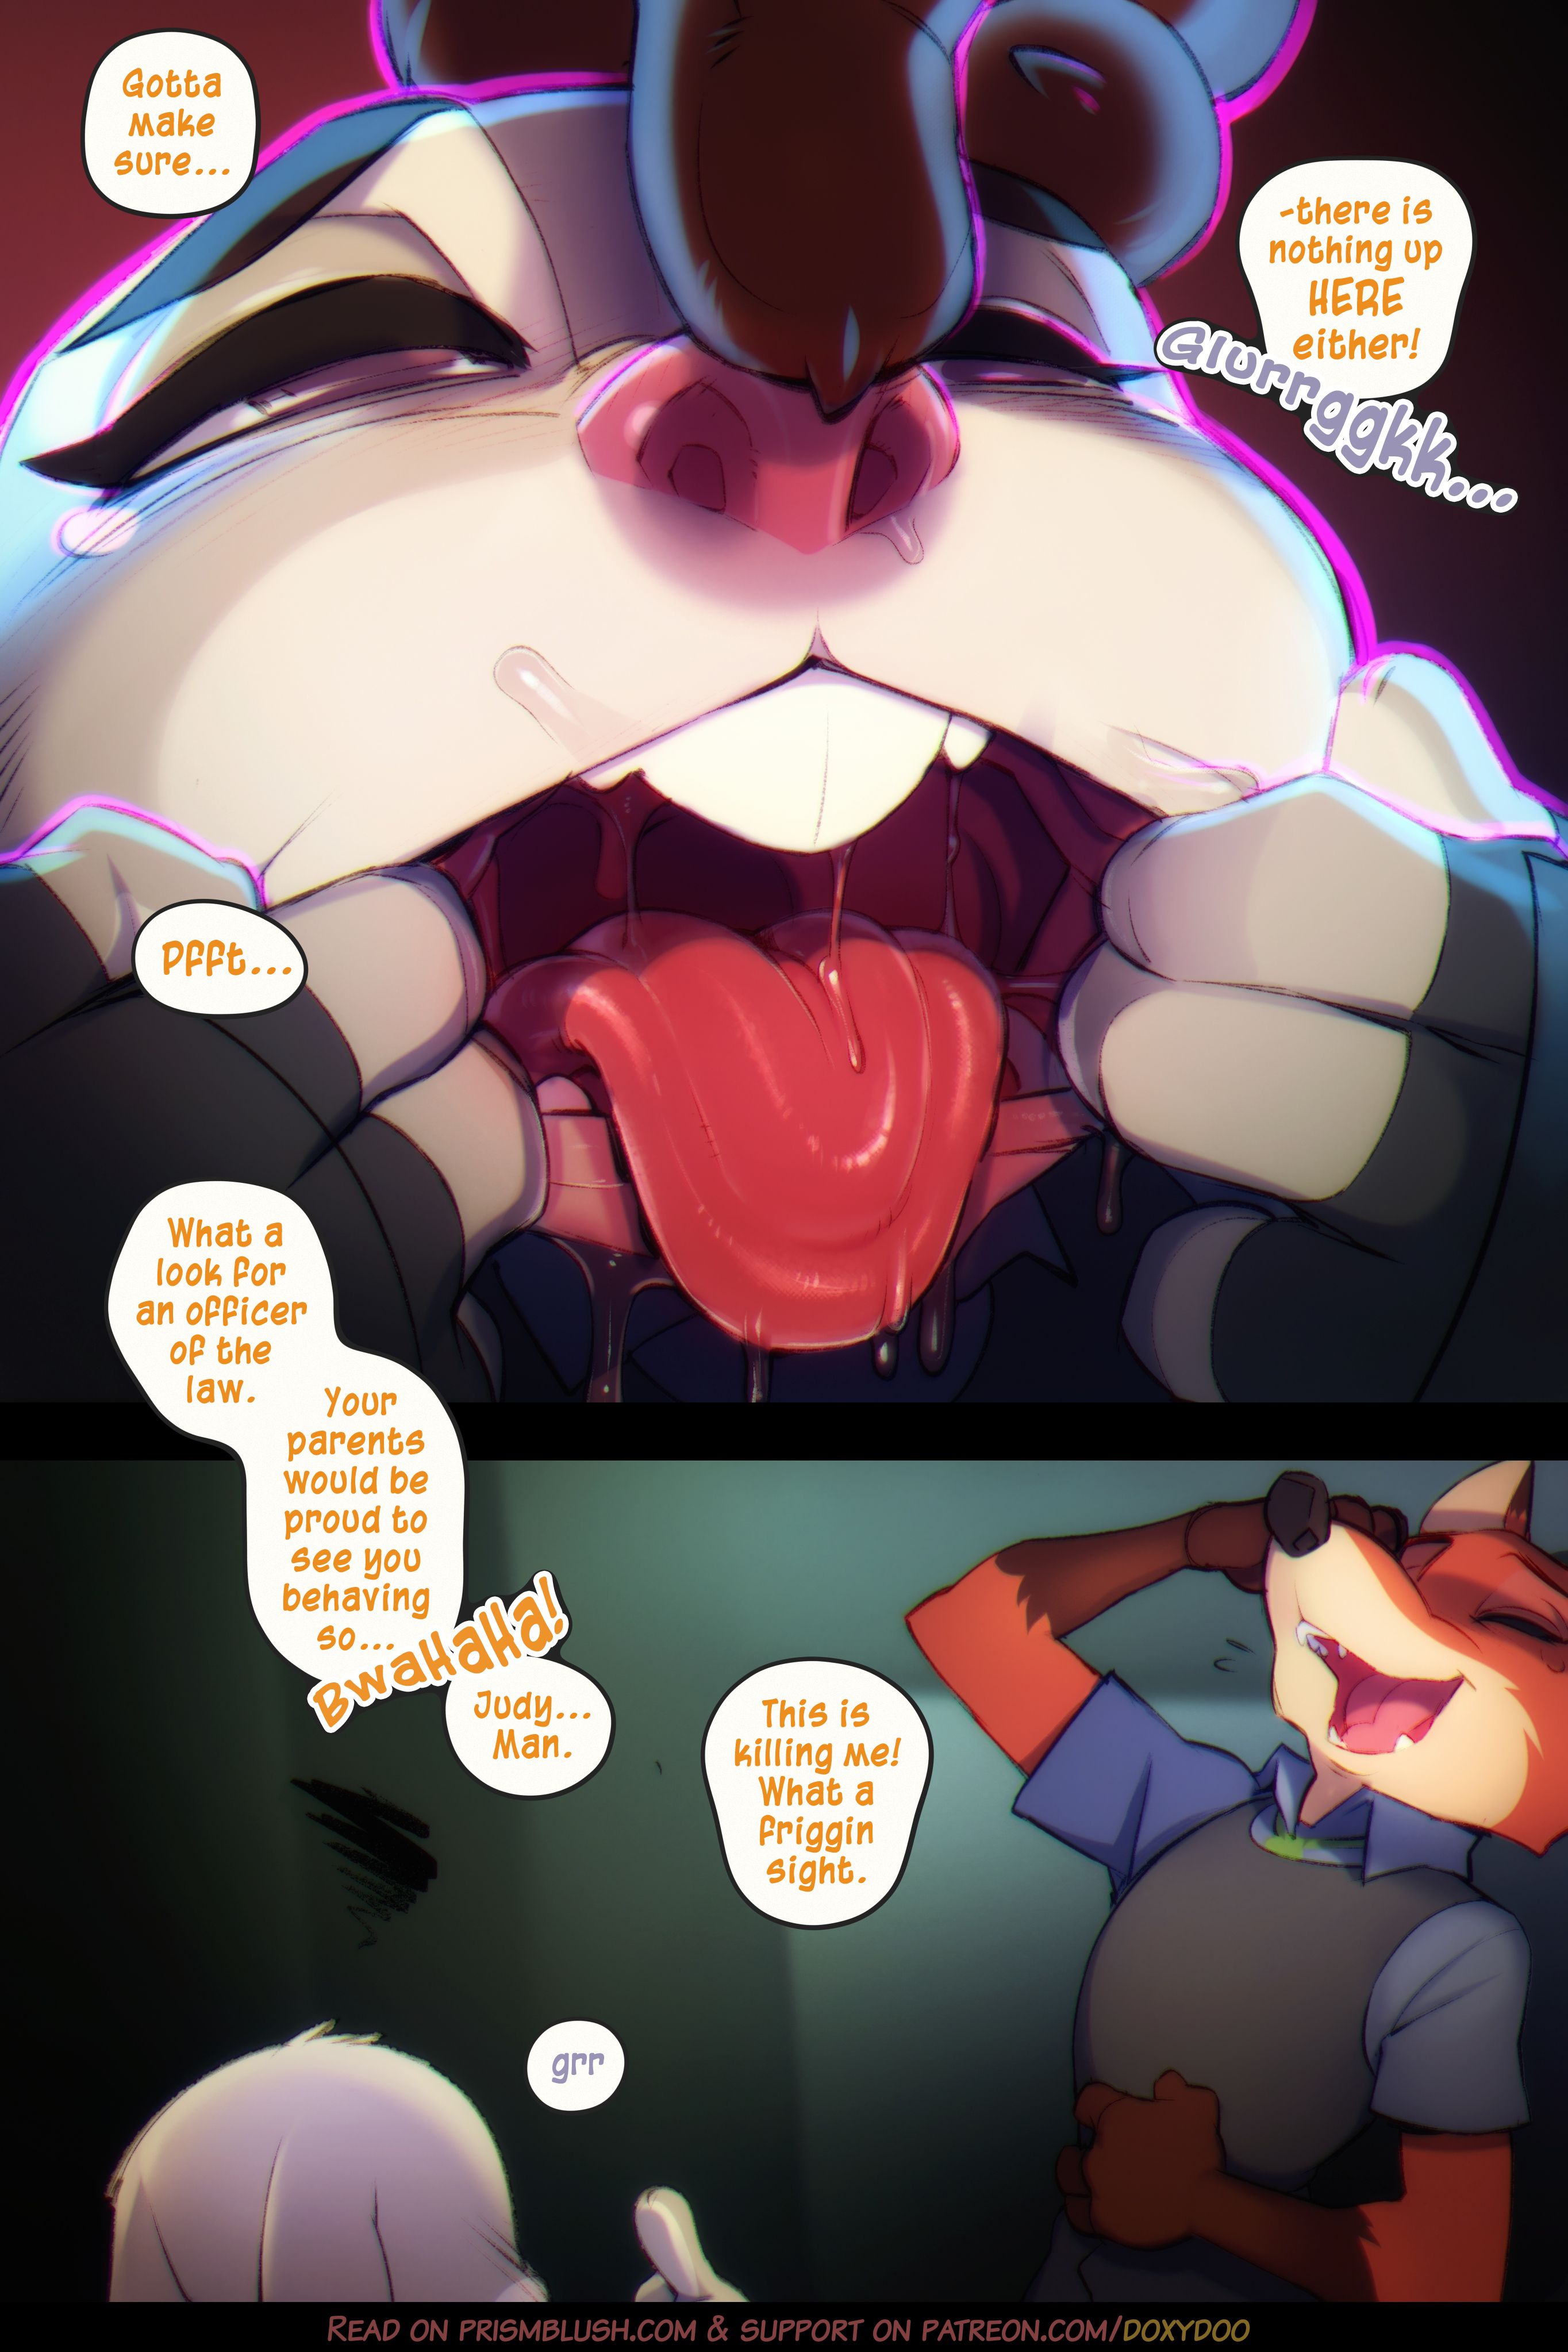 Gotta
make
sure...
-there is
nothing up
HERE
either!
Glurrggkk...
Pfft...
What a
look for
an officer
of the
law.
Your
parents
would be
proud to
see you
behaving
so...
BwaHaHa!
Judy...
Man.
This is
killing me!
What a
friggin
sight.
grr
READ ON PRISMBLUSH.COM & SUPPORT ON PATREON.COM/DOXYDOO